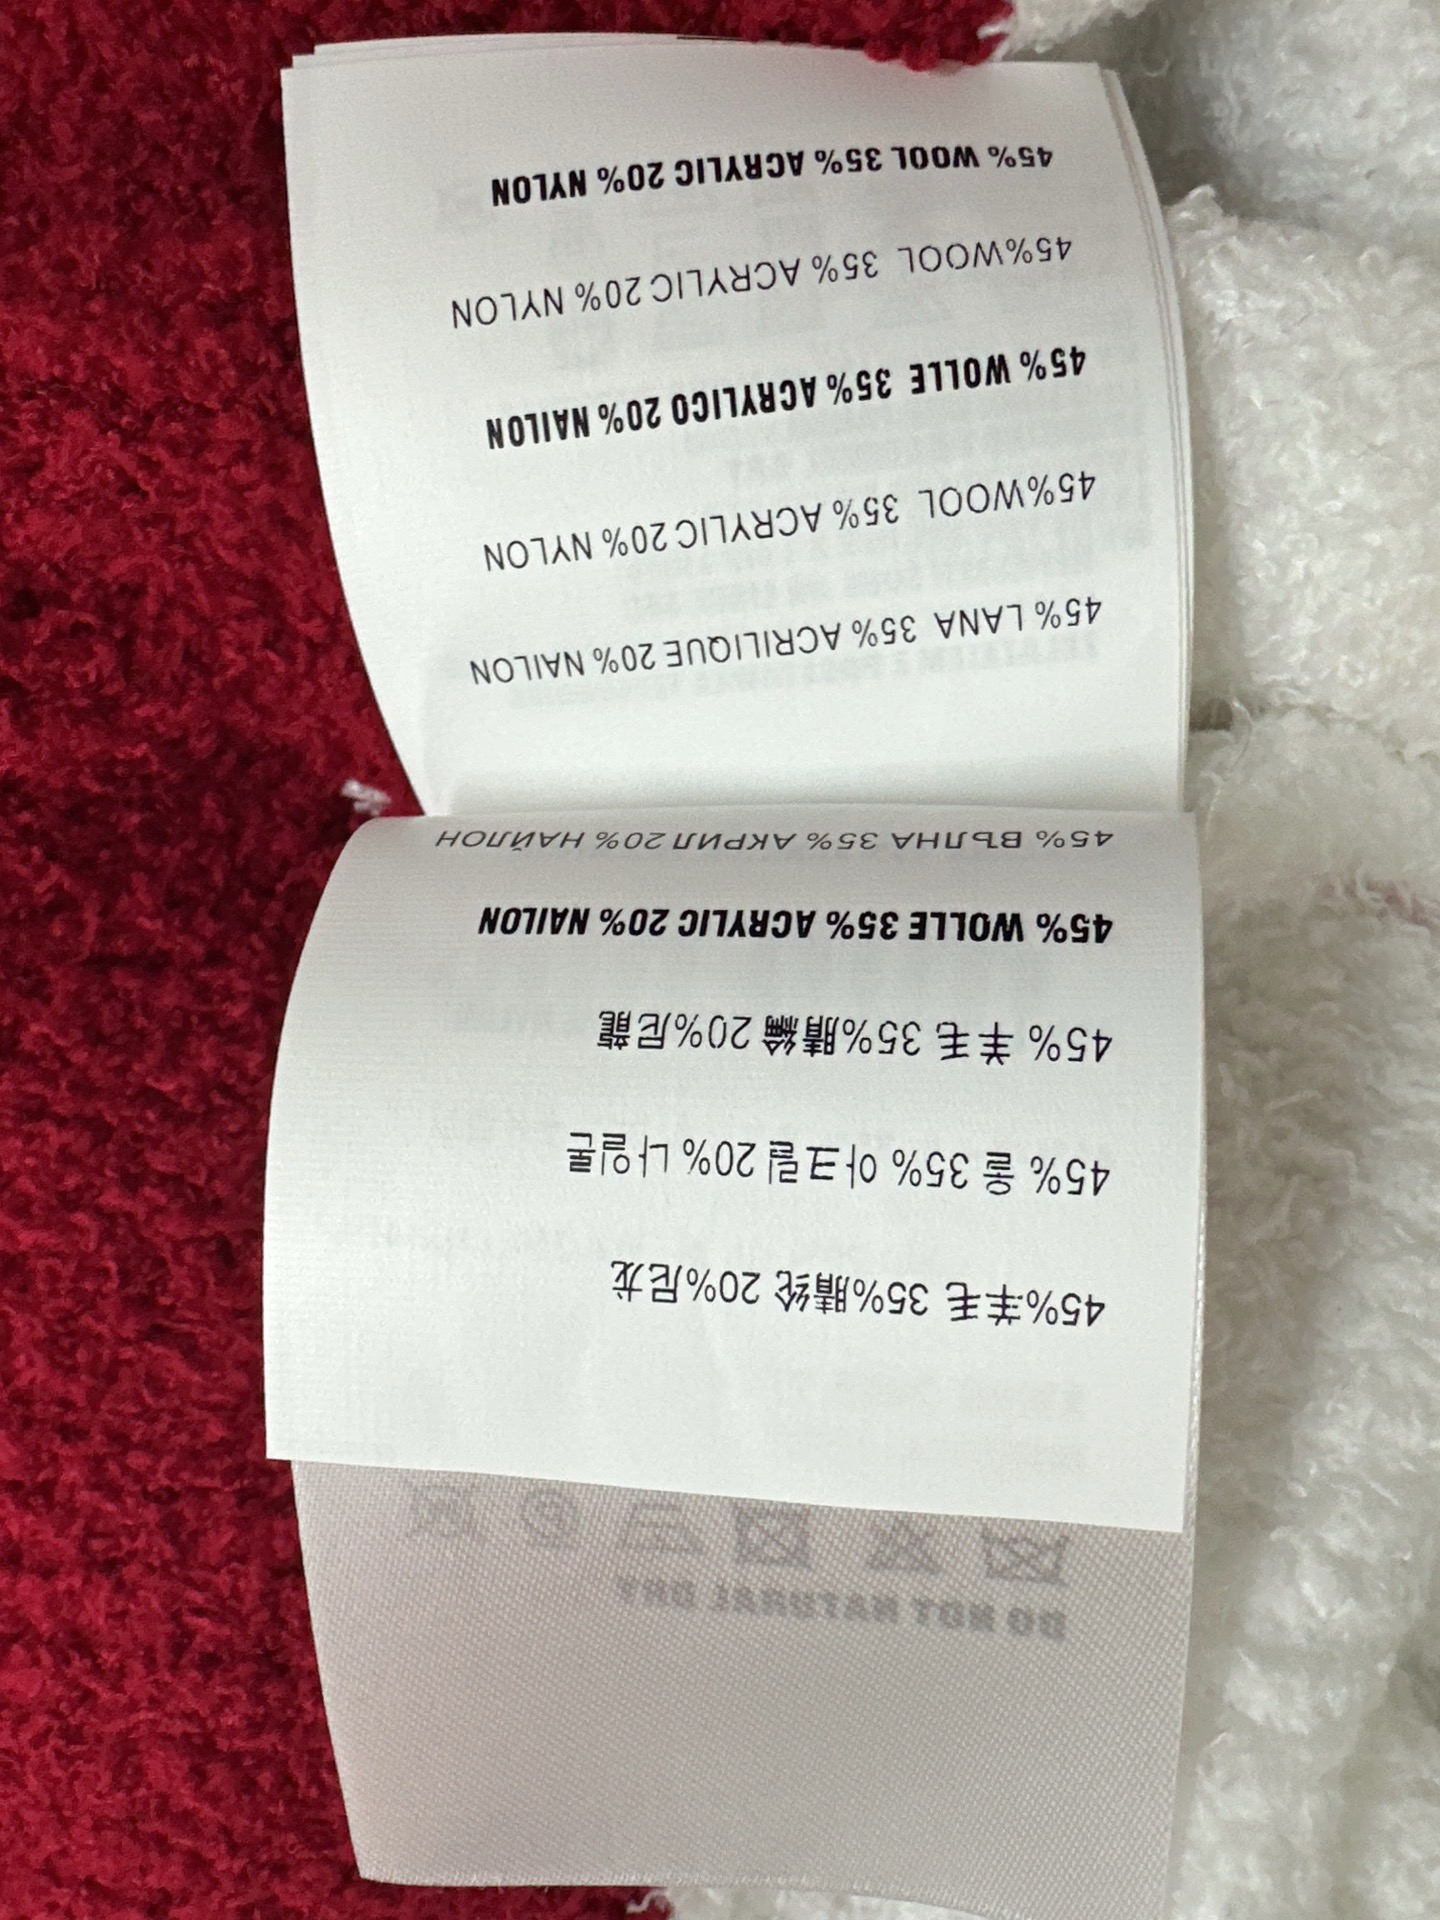 DO NOT NATURAL DRY
45%羊毛 35%腈纶 20%尼龙
45% 울 35% 아크릴 20% 나일론
45% 羊毛 35%腈綸 20%尼龍
45% WOLLE 35% ACRYLIC 20% NAILON
45% ВЪЛНА 35% АКРИЛ 20% НАЙЛОН
45% LANA 35% ACRILIQUE 20% NAILON
45%WOOL 35% ACRYLIC 20% NYLON
45% WOLLE 35% ACRYLICO 20% NAILON
45%WOOL 35% ACRYLIC 20% NYLON
45% WOOL 35% ACRYLIC 20% NYLON